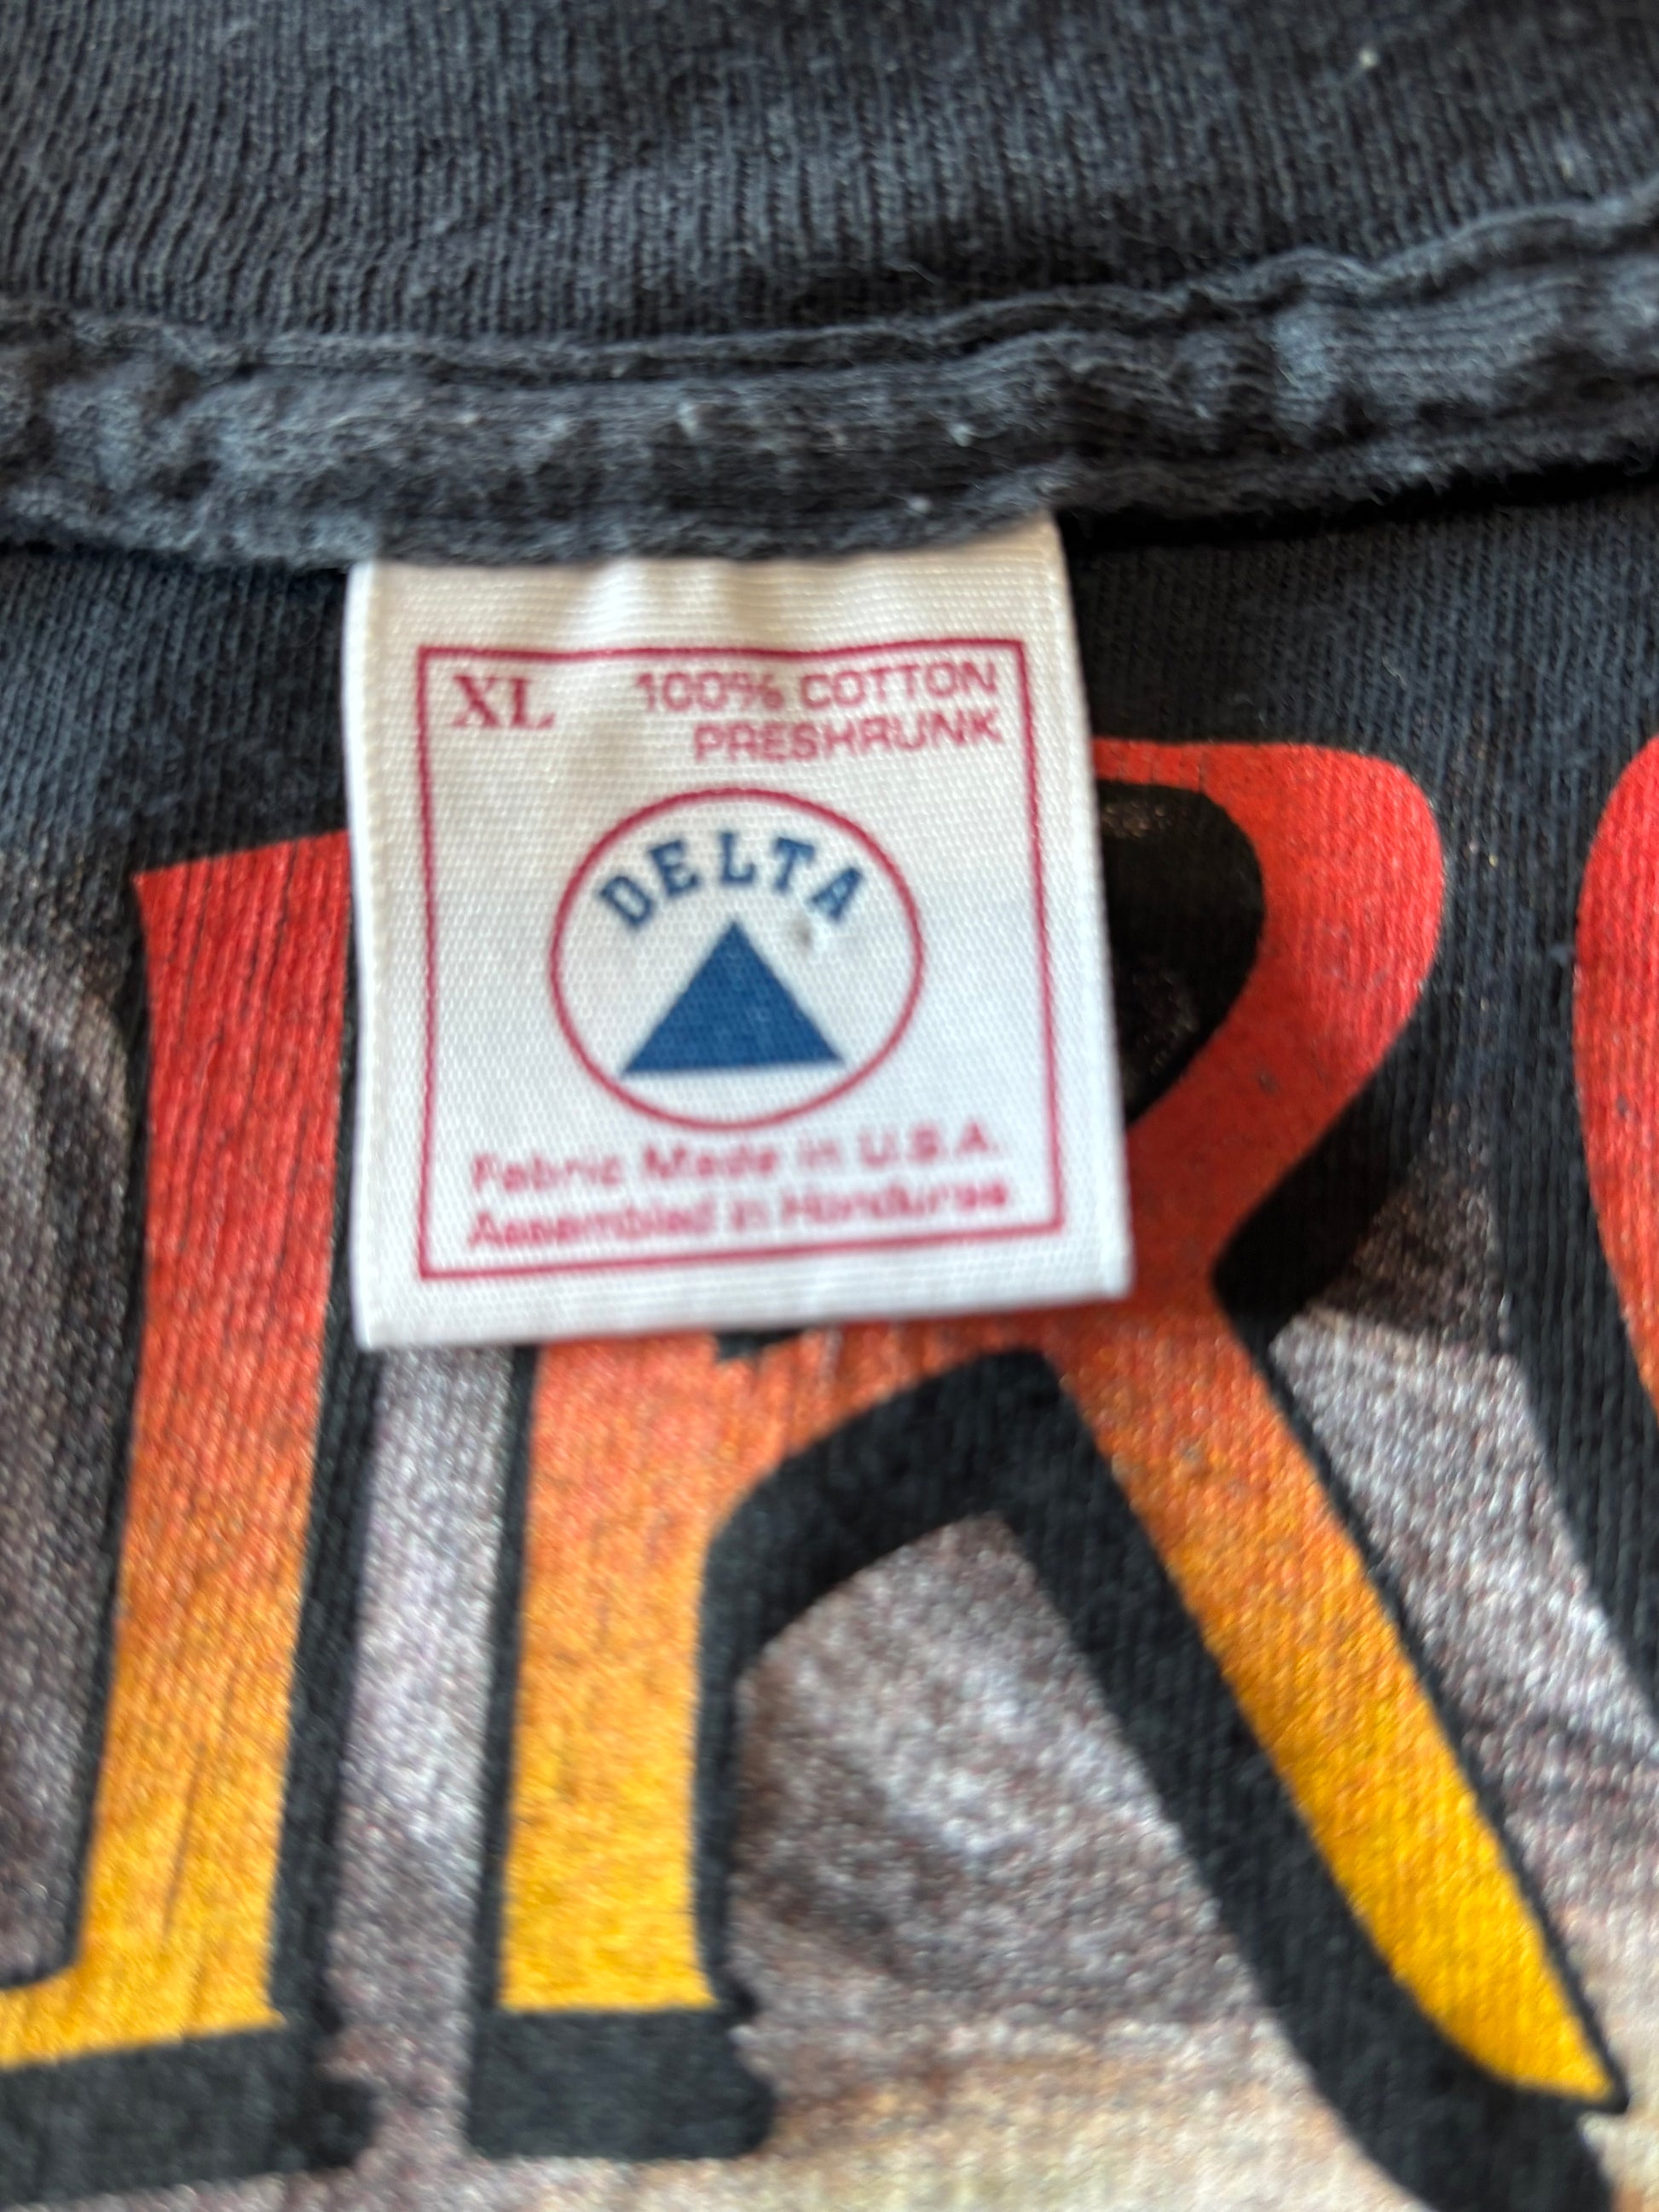 XL 100% COTTON
PRESHRUNK
DELTA
Fabric Made in U.S.A.
Assembled in Honduras